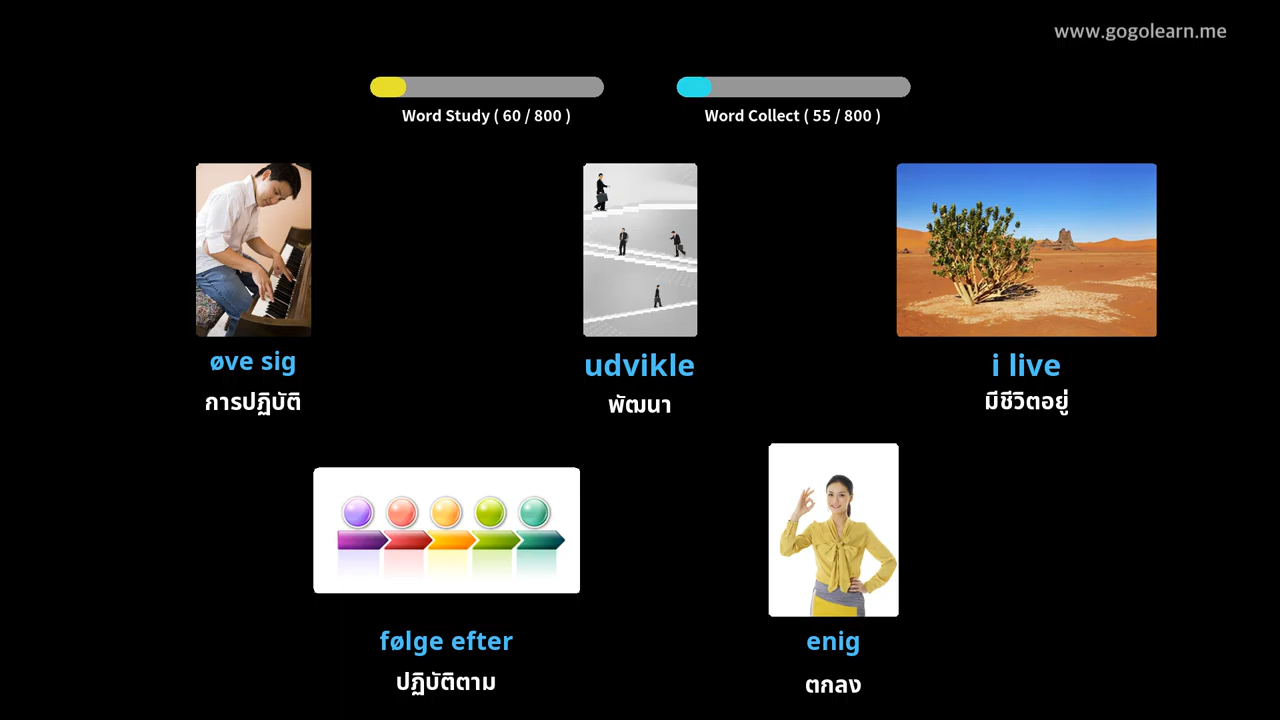 www.gogolearn.me
Word Study ( 60 / 800 )
Word Collect ( 55 / 800 )
øve sig
การปฏิบัติ
udvikle
พัฒนา
i live
มีชีวิตอยู่
følge efter
ปฏิบัติตาม
enig
ตกลง